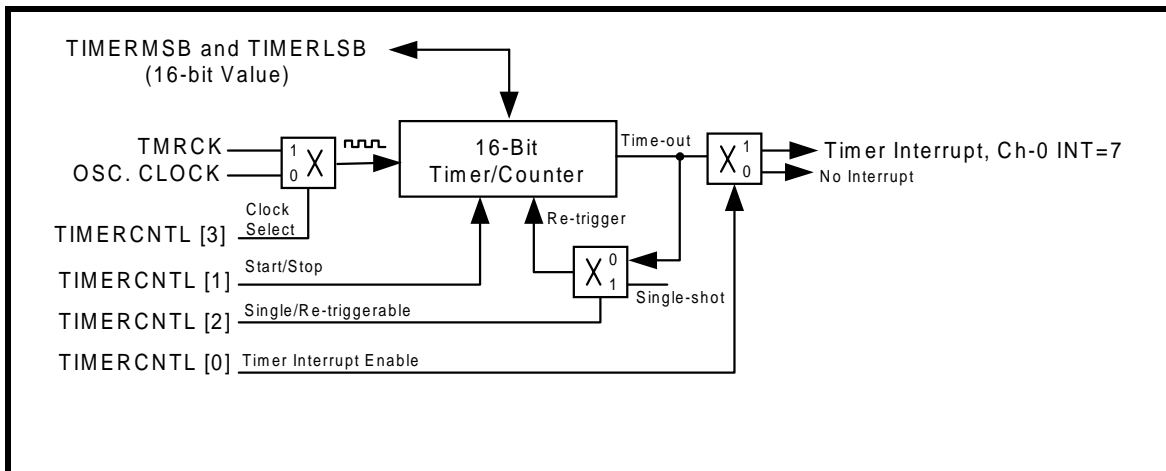 TIMERMSB and TIMERLSB
(16-bit Value)
TMRCK
OSC. CLOCK
1
0
X
16-Bit
Timer/Counter
Time-out
X
1
0
Timer Interrupt, Ch-0 INT=7
No Interrupt
Clock
Select
TIMERCNTL [3]
Re-trigger
TIMERCNTL [1]
Start/Stop
X
0
1
Single-shot
TIMERCNTL [2]
Single/Re-triggerable
TIMERCNTL [0]
Timer Interrupt Enable